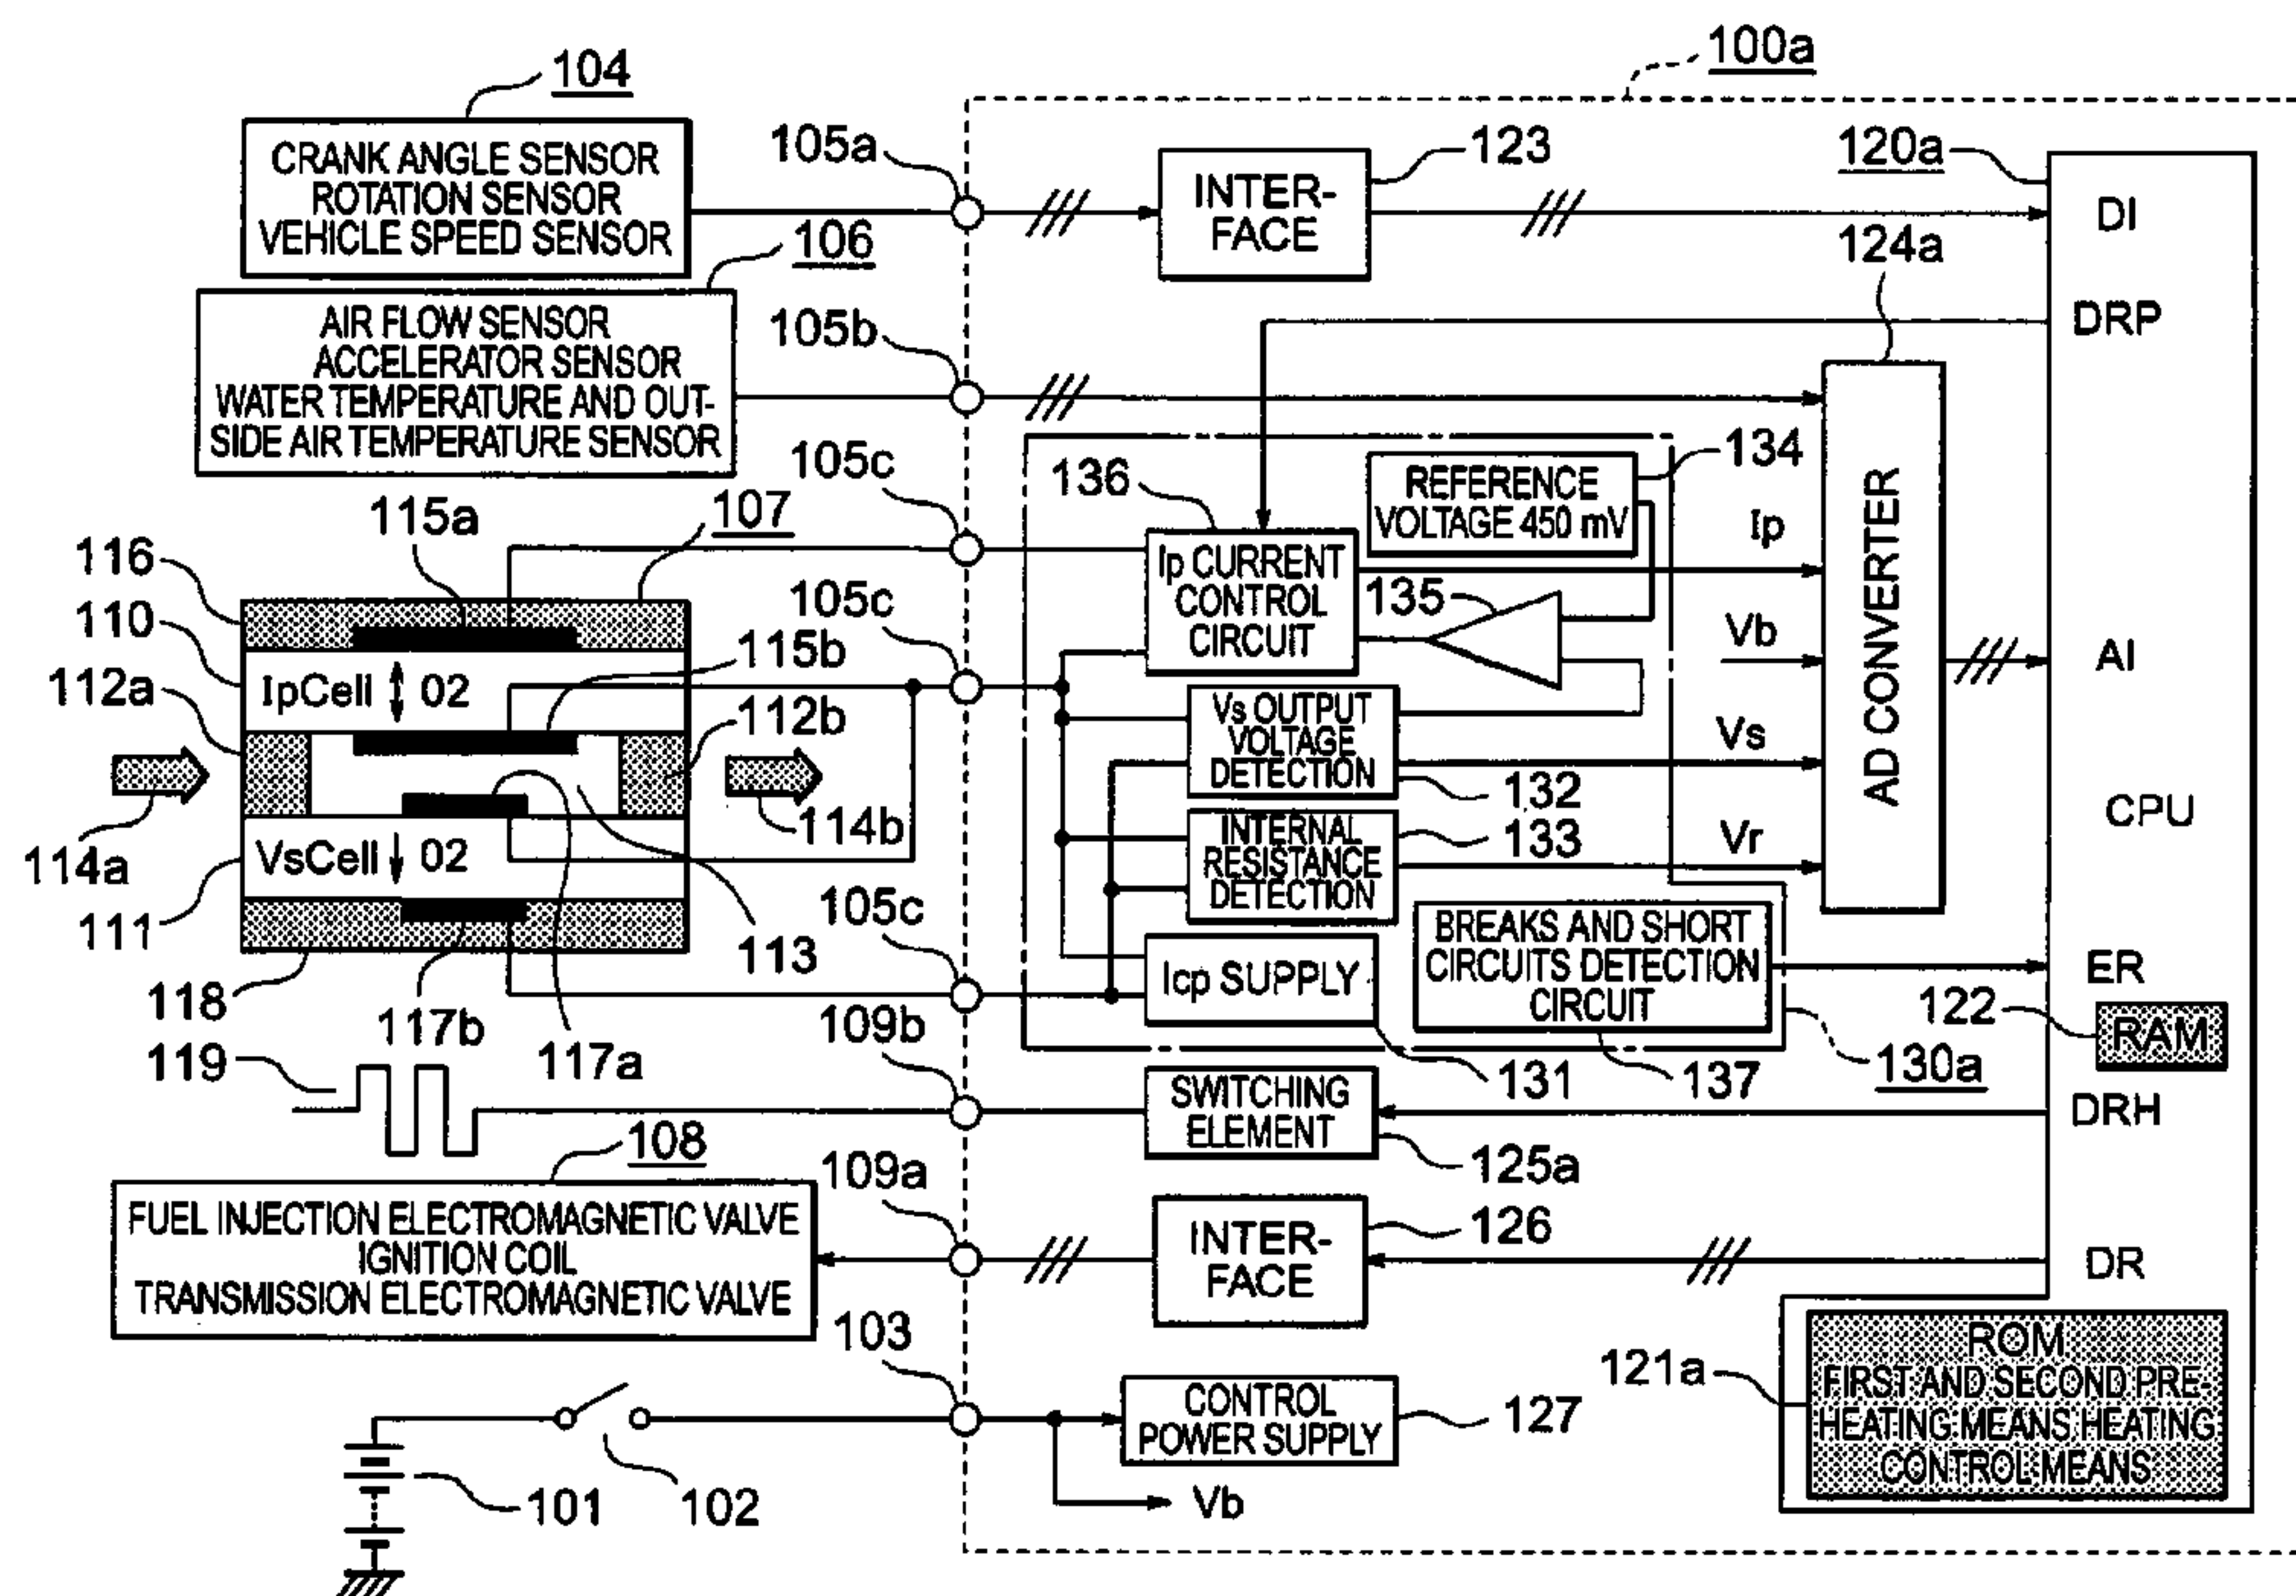 100a
104
CRANK ANGLE SENSOR
ROTATION SENSOR
VEHICLE SPEED SENSOR
105a
INTER-
FACE
123
120a
DI
106
AIR FLOW SENSOR
ACCELERATOR SENSOR
WATER TEMPERATURE AND OUT-
SIDE AIR TEMPERATURE SENSOR
105b
124a
DRP
105c
136
134
REFERENCE
VOLTAGE 450 mV
115a
107
116
110
112a
IpCell
02
115b
112b
105c
Ip CURRENT
CONTROL
CIRCUIT
135
Ip
Vb
AD CONVERTER
AI
Vs OUTPUT
VOLTAGE
DETECTION
132
Vs
CPU
114a
114b
VsCell
02
111
INTERNAL
RESISTANCE
DETECTION
133
Vr
105c
113
118
117b
117a
Icp SUPPLY
131
BREAKS AND SHORT
CIRCUITS DETECTION
CIRCUIT
137
130a
ER
122
RAM
119
109b
SWITCHING
ELEMENT
125a
DRH
108
FUEL INJECTION ELECTROMAGNETIC VALVE
IGNITION COIL
TRANSMISSION ELECTROMAGNETIC VALVE
109a
INTER-
FACE
126
DR
103
CONTROL
POWER SUPPLY
127
Vb
101
102
121a
ROM
FIRST AND SECOND PRE-
HEATING MEANS HEATING
CONTROL MEANS